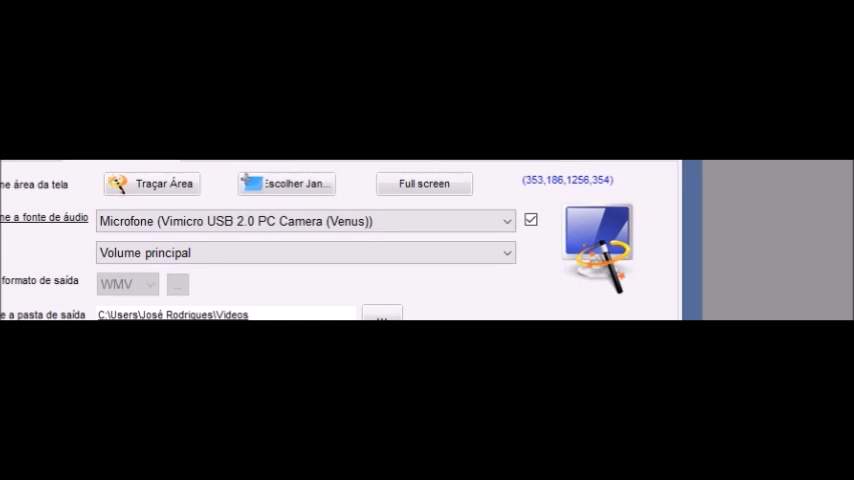 ne área da tela Traçar Área Escolher Jan... Full screen (353,186,1256,354)
ne a fonte de áudio Microfone (Vimicro USB 2.0 PC Camera (Venus))
Volume principal
formato de saída WMV ...
e a pasta de saída C:\Users\José Rodrigues\Videos ...